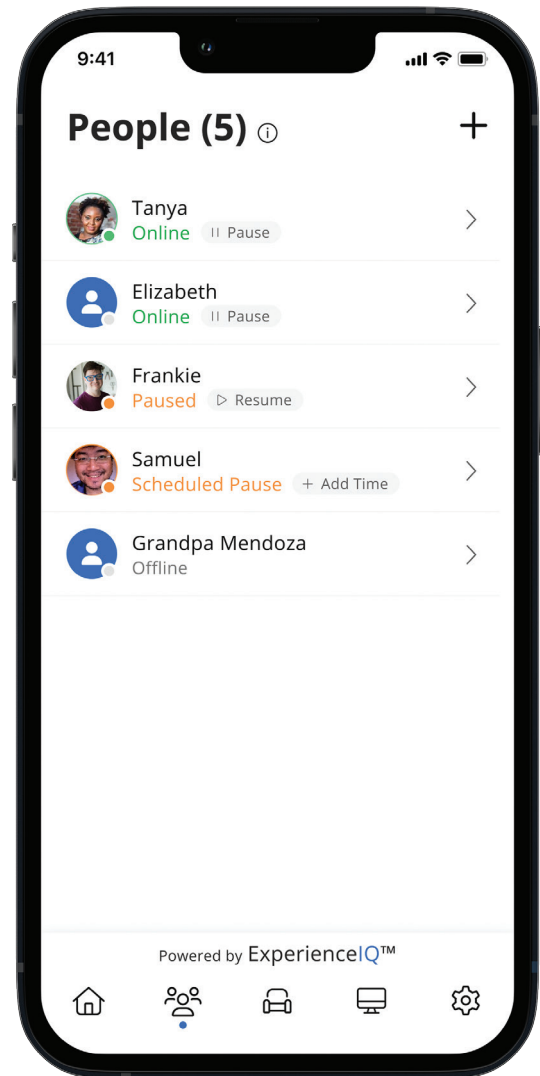 9:41
People (5)
Tanya
Online Pause
Elizabeth
Online Pause
Frankie
Paused Resume
Samuel
Scheduled Pause + Add Time
Grandpa Mendoza
Offline
Powered by ExperienceIQ™